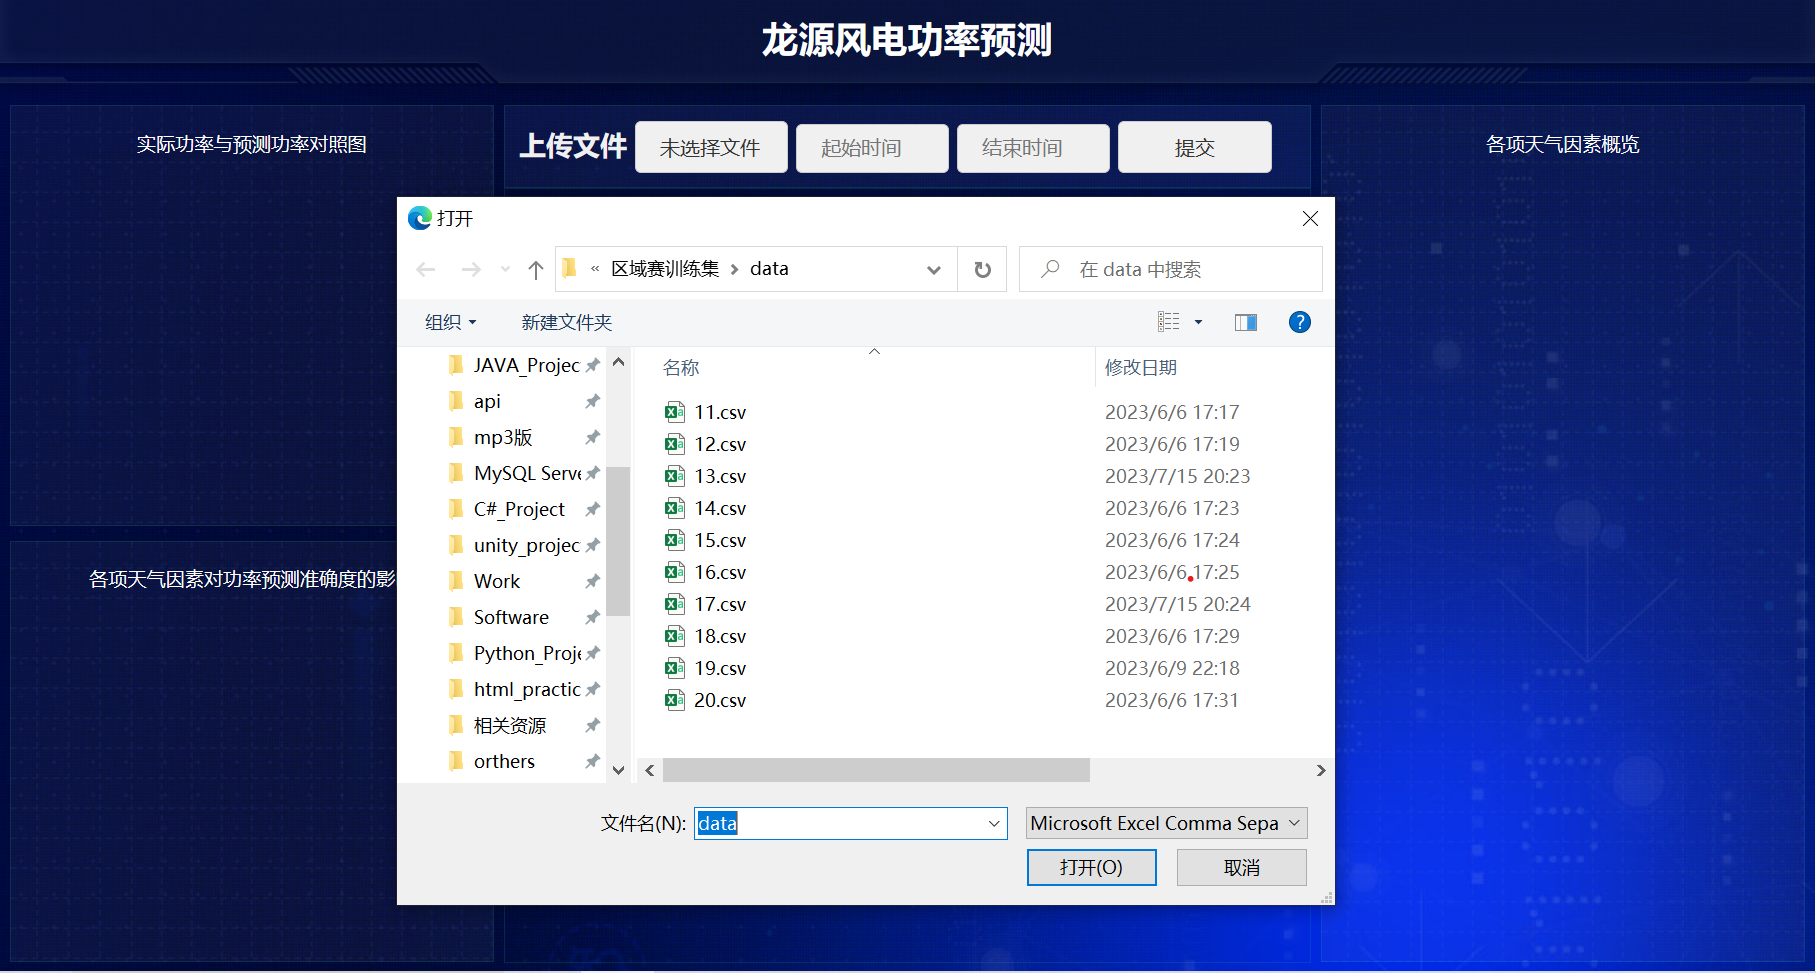 龙源风电功率预测
实际功率与预测功率对照图
上传文件 未选择文件 起始时间 结束时间 提交
各项天气因素概览
打开
« 区域赛训练集 › data
在 data 中搜索
组织 新建文件夹
名称 修改日期
JAVA_Projec
api
mp3版
MySQL Serve
C#_Project
unity_projec
Work
Software
Python_Proje
html_practic
相关资源
orthers
11.csv 2023/6/6 17:17
12.csv 2023/6/6 17:19
13.csv 2023/7/15 20:23
14.csv 2023/6/6 17:23
15.csv 2023/6/6 17:24
16.csv 2023/6/6 17:25
17.csv 2023/7/15 20:24
18.csv 2023/6/6 17:29
19.csv 2023/6/9 22:18
20.csv 2023/6/6 17:31
文件名(N): data Microsoft Excel Comma Sepa
打开(O) 取消
各项天气因素对功率预测准确度的影